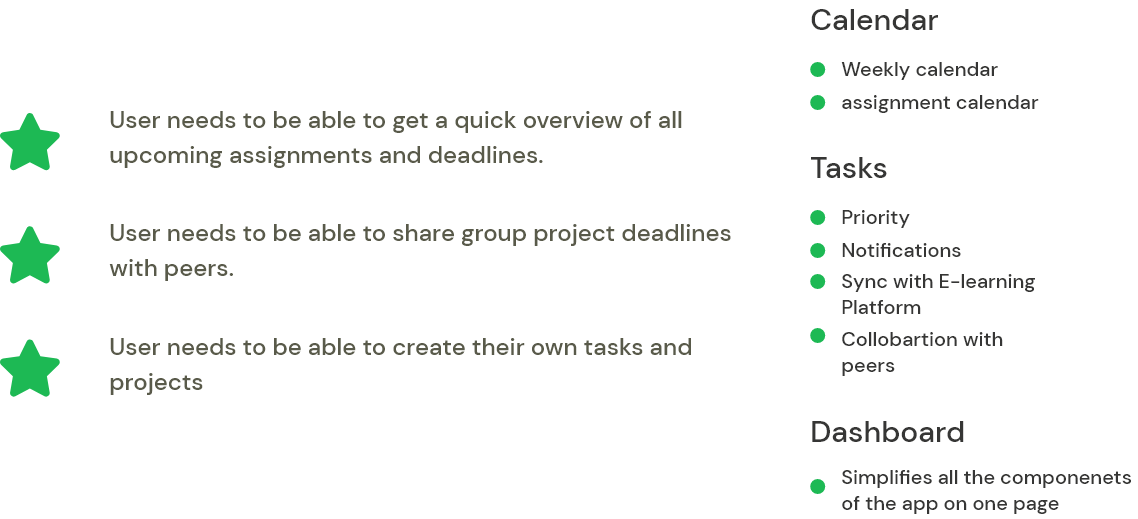 User needs to be able to get a quick overview of all
upcoming assignments and deadlines.
User needs to be able to share group project deadlines
with peers.
User needs to be able to create their own tasks and
projects
Calendar
Weekly calendar
assignment calendar
Tasks
Priority
Notifications
Sync with E-learning
Platform
Collobartion with
peers
Dashboard
Simplifies all the componenets
of the app on one page